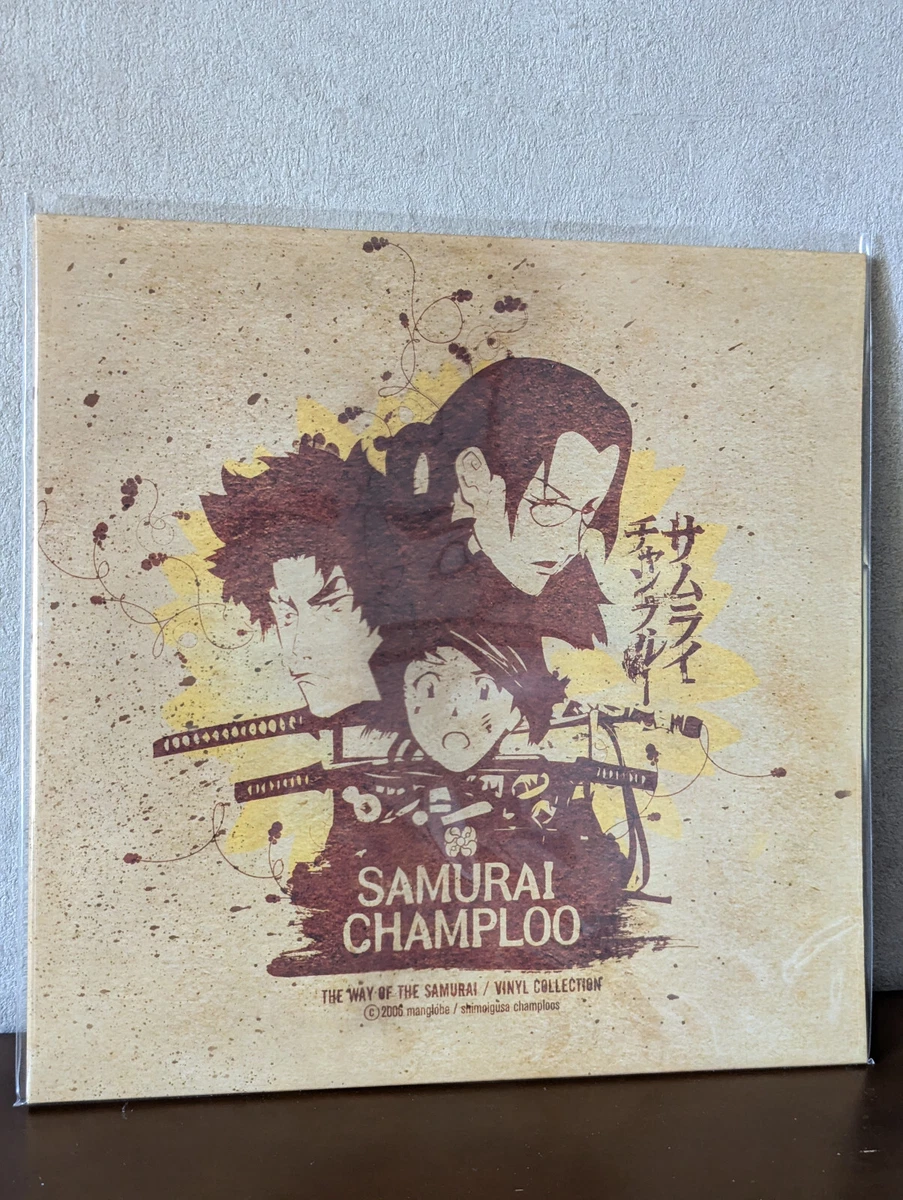 サムライ
チャンプルー
SAMURAI
CHAMPLOO
THE WAY OF THE SAMURAI / VINYL COLLECTION
©2006 manglobe / shimoigusa champloos